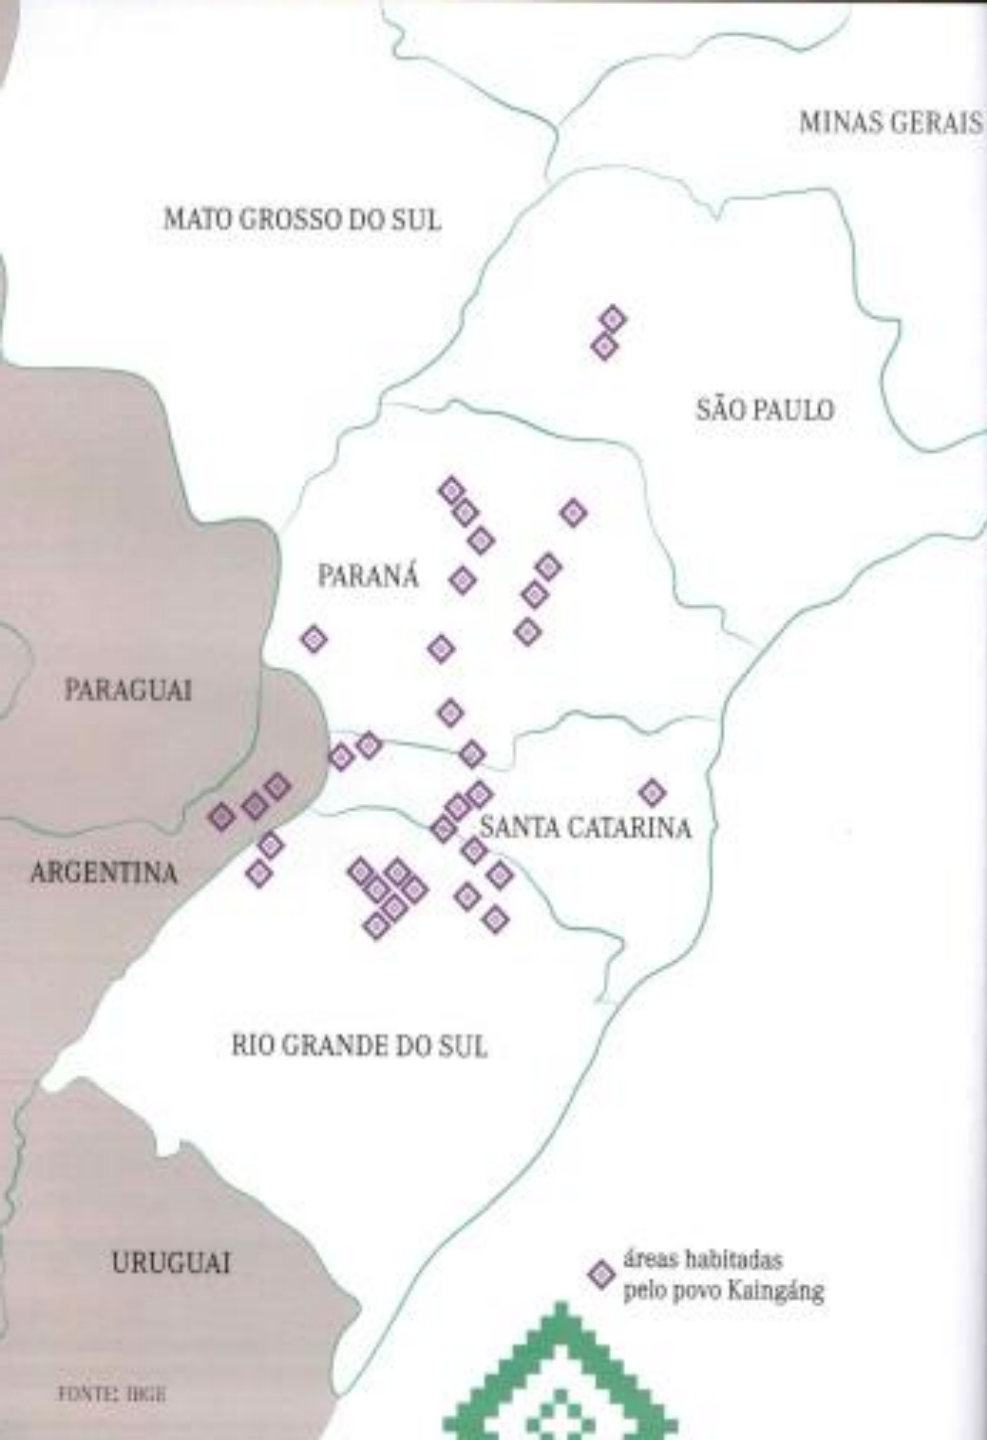 MINAS GERAIS
MATO GROSSO DO SUL
SÃO PAULO
PARANÁ
PARAGUAI
SANTA CATARINA
ARGENTINA
RIO GRANDE DO SUL
URUGUAI
áreas habitadas
pelo povo Kaingáng
FONTE: IBGE